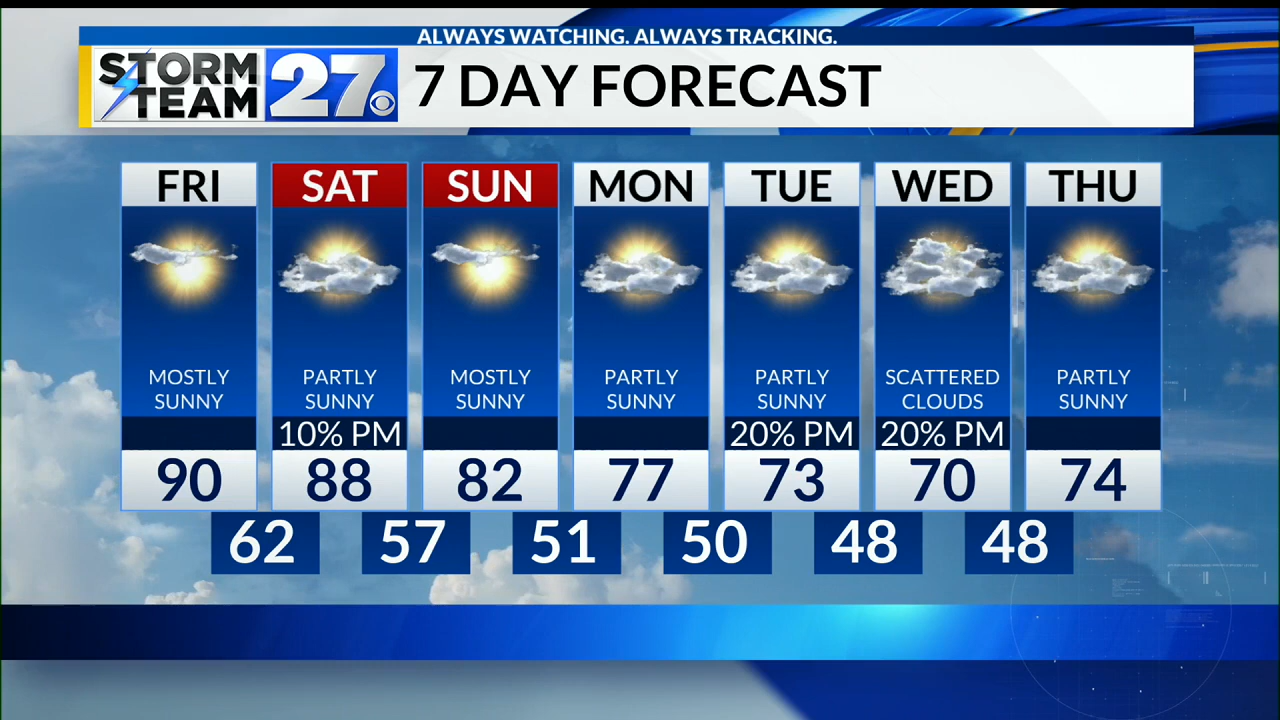 ALWAYS WATCHING. ALWAYS TRACKING.
STORM
TEAM
27
7 DAY FORECAST
FRI SAT SUN MON TUE WED THU
MOSTLY PARTLY MOSTLY PARTLY PARTLY SCATTERED PARTLY
SUNNY SUNNY SUNNY SUNNY SUNNY CLOUDS SUNNY
10% PM 20% PM 20% PM
90 88 82 77 73 70 74
62 57 51 50 48 48